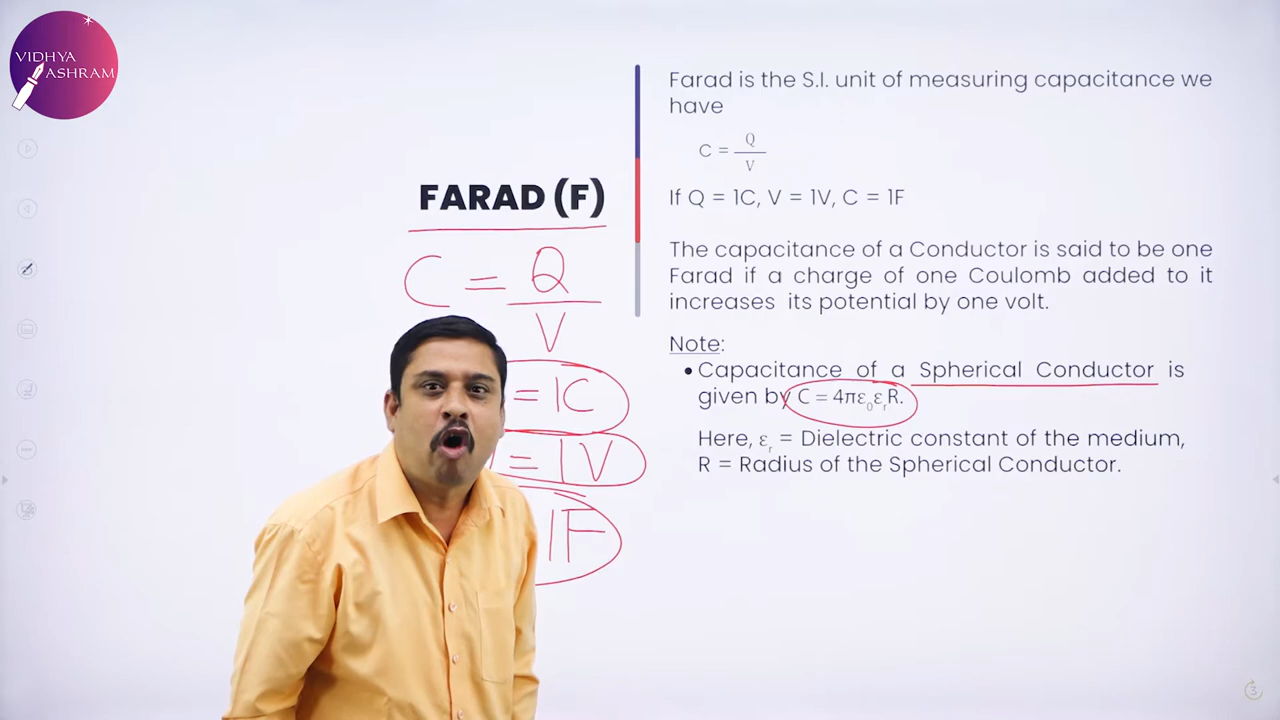 VIDHYA
ASHRAM
FARAD (F)
C = Q
V
= 1C
= 1V
1F
Farad is the S.I. unit of measuring capacitance we
have
C = Q
V
If Q = 1C, V = 1V, C = 1F
The capacitance of a Conductor is said to be one
Farad if a charge of one Coulomb added to it
increases its potential by one volt.
Note:
• Capacitance of a Spherical Conductor is
given by C = 4πε₀εᵣR.
Here, εᵣ = Dielectric constant of the medium,
R = Radius of the Spherical Conductor.
3